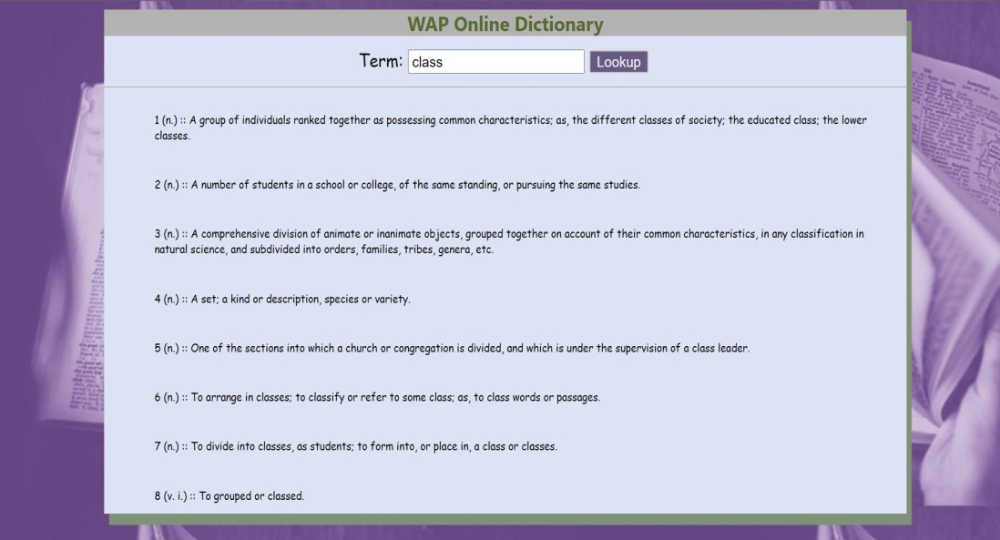 WAP Online Dictionary
Term: class Lookup
1 (n.) :: A group of individuals ranked together as possessing common characteristics; as, the different classes of society; the educated class; the lower
classes.
2 (n.) :: A number of students in a school or college, of the same standing, or pursuing the same studies.
3 (n.) :: A comprehensive division of animate or inanimate objects, grouped together on account of their common characteristics, in any classification in
natural science, and subdivided into orders, families, tribes, genera, etc.
4 (n.) :: A set; a kind or description, species or variety.
5 (n.) :: One of the sections into which a church or congregation is divided, and which is under the supervision of a class leader.
6 (n.) :: To arrange in classes; to classify or refer to some class; as, to class words or passages.
7 (n.) :: To divide into classes, as students; to form into, or place in, a class or classes.
8 (v. i.) :: To grouped or classed.